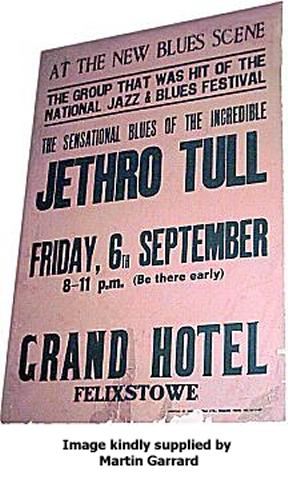 AT THE NEW BLUES SCENE
THE GROUP THAT WAS HIT OF THE
NATIONAL JAZZ & BLUES FESTIVAL
THE SENSATIONAL BLUES OF THE INCREDIBLE
JETHRO TULL
FRIDAY, 6TH SEPTEMBER
8-11 p.m. (Be there early)
GRAND HOTEL
FELIXSTOWE
Image kindly supplied by
Martin Garrard